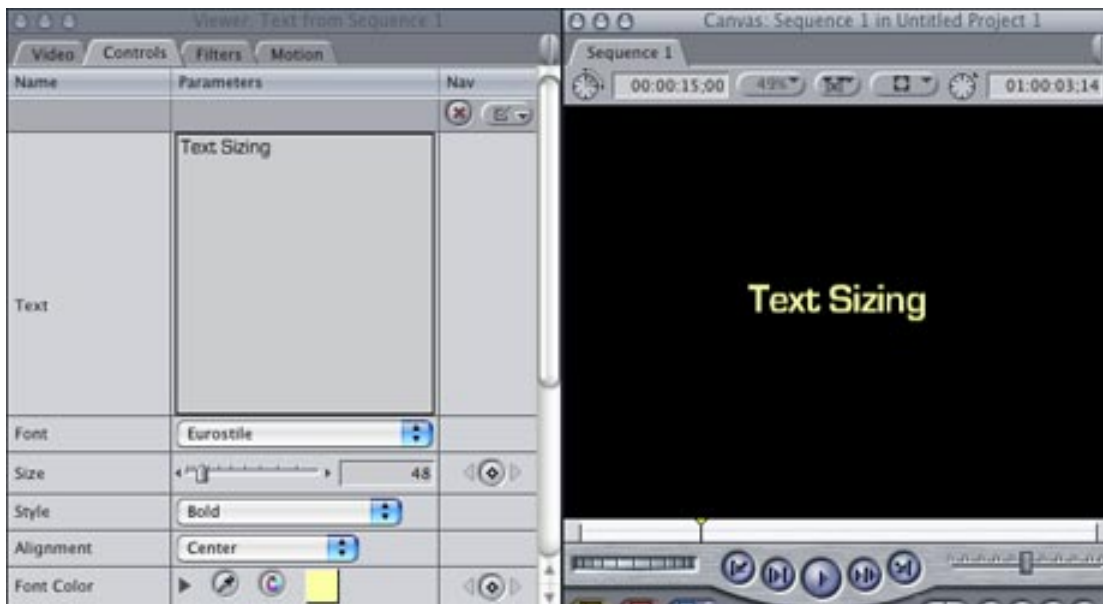 Viewer: Text from Sequence 1
Video Controls Filters Motion
Name Parameters Nav
Text Sizing
Text
Font Eurostile
Size 48
Style Bold
Alignment Center
Font Color
Canvas: Sequence 1 in Untitled Project 1
Sequence 1
00:00:15;00 49% 01:00:03;14
Text Sizing